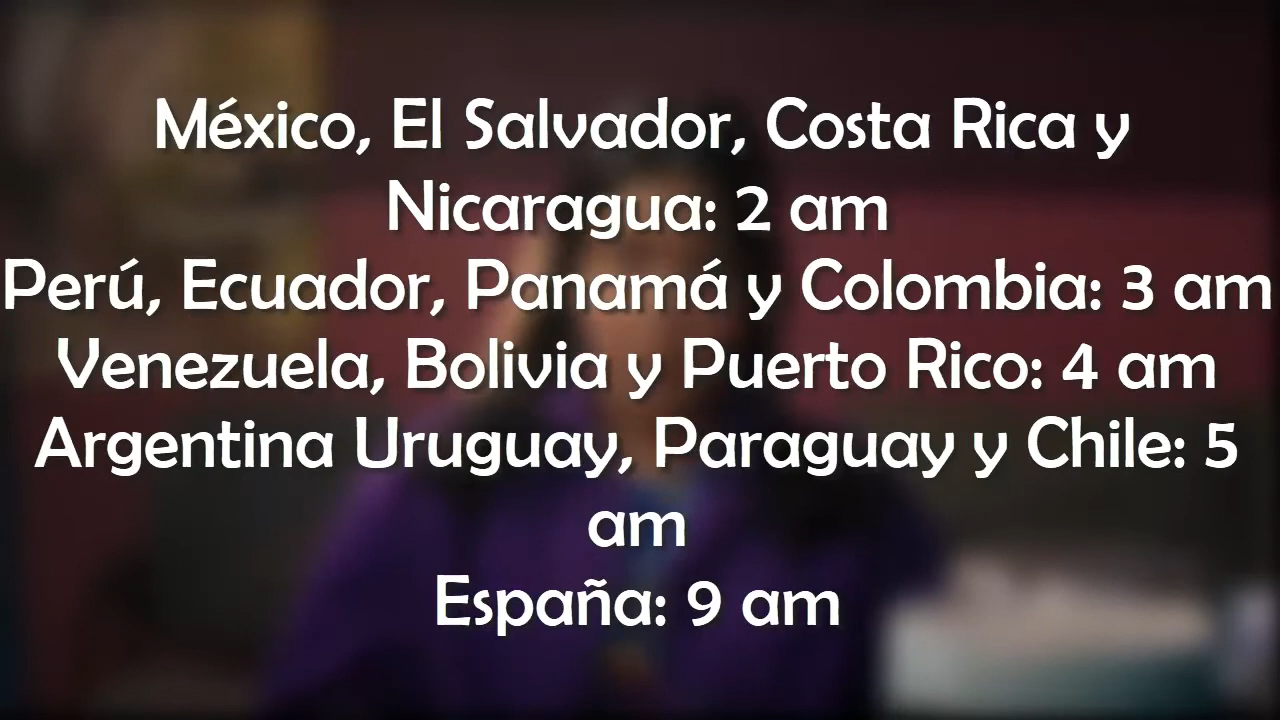 México, El Salvador, Costa Rica y
Nicaragua: 2 am
Perú, Ecuador, Panamá y Colombia: 3 am
Venezuela, Bolivia y Puerto Rico: 4 am
Argentina Uruguay, Paraguay y Chile: 5
am
España: 9 am